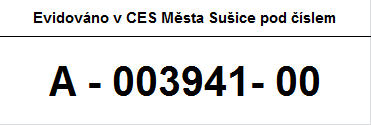 Evidováno v CES Města Sušice pod číslem
A - 003941- 00